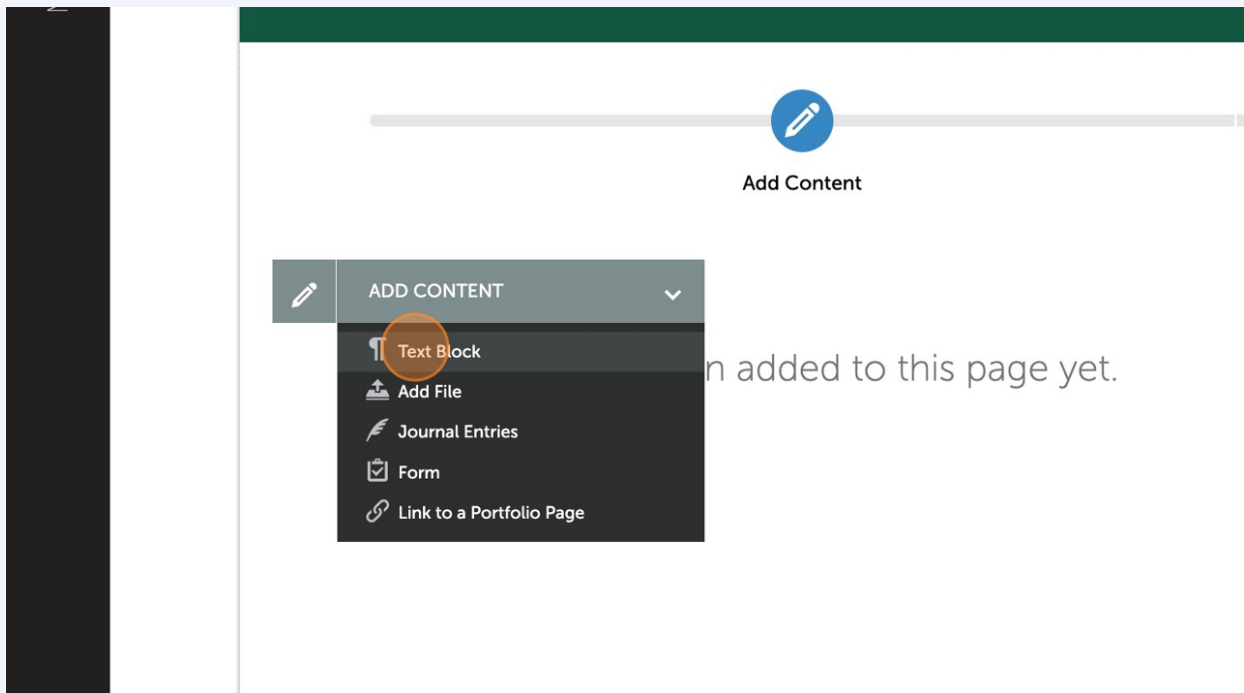 Add Content
ADD CONTENT
Text Block
n added to this page yet.
Add File
Journal Entries
Form
Link to a Portfolio Page